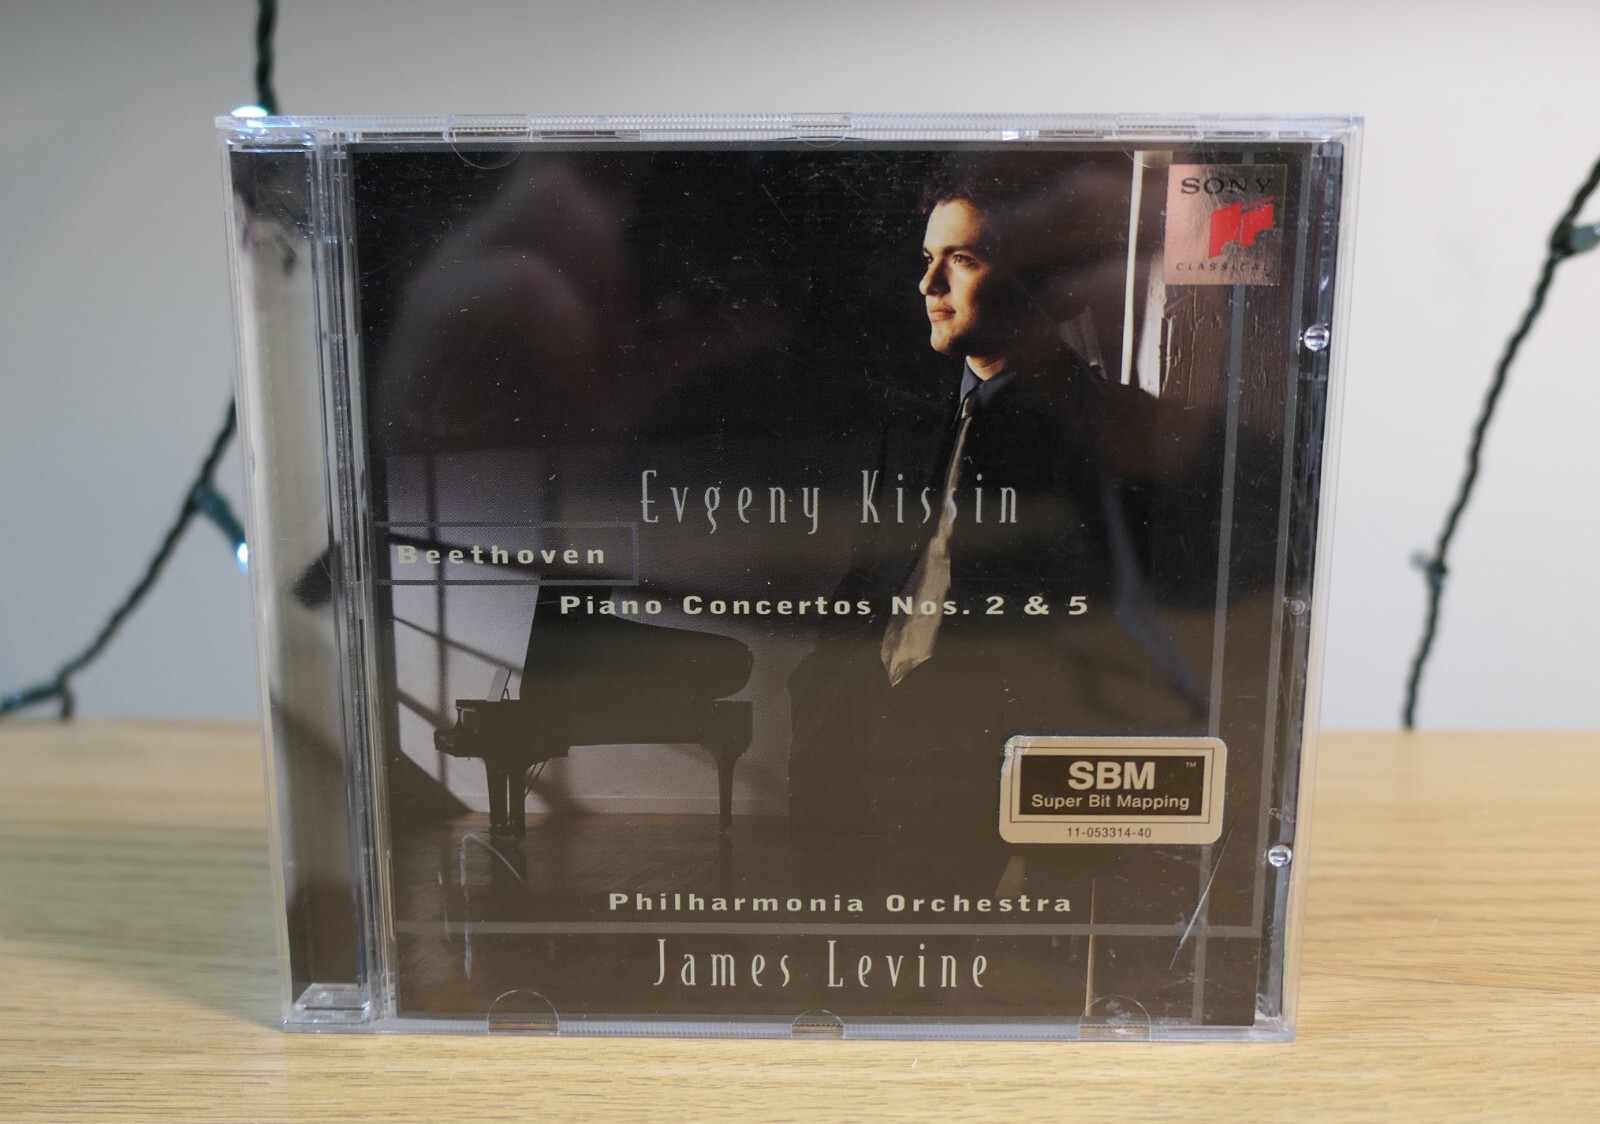 SONY
CLASSICAL
Evgeny Kissin
Beethoven
Piano Concertos Nos. 2 & 5
SBM ™
Super Bit Mapping
11-053314-40
Philharmonia Orchestra
James Levine